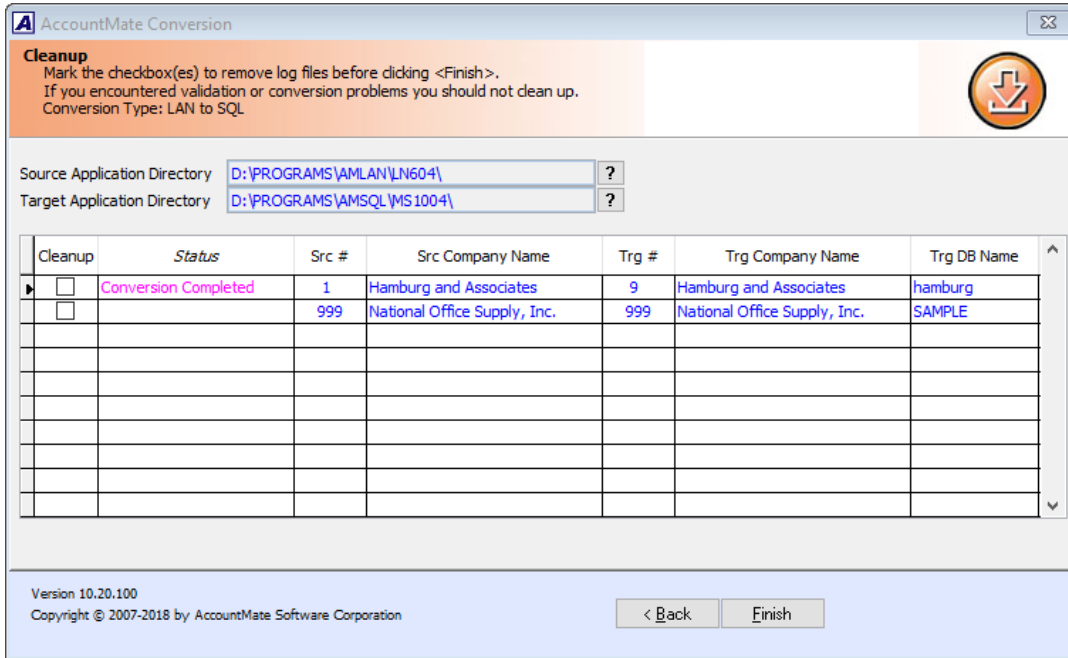 AccountMate Conversion
Cleanup
Mark the checkbox(es) to remove log files before clicking <Finish>.
If you encountered validation or conversion problems you should not clean up.
Conversion Type: LAN to SQL
Source Application Directory D:\PROGRAMS\AMLAN\LN604\ ?
Target Application Directory D:\PROGRAMS\AMSQL\MS1004\ ?
Cleanup Status Src # Src Company Name Trg # Trg Company Name Trg DB Name
Conversion Completed 1 Hamburg and Associates 9 Hamburg and Associates hamburg
999 National Office Supply, Inc. 999 National Office Supply, Inc. SAMPLE
Version 10.20.100
Copyright © 2007-2018 by AccountMate Software Corporation
< Back Finish